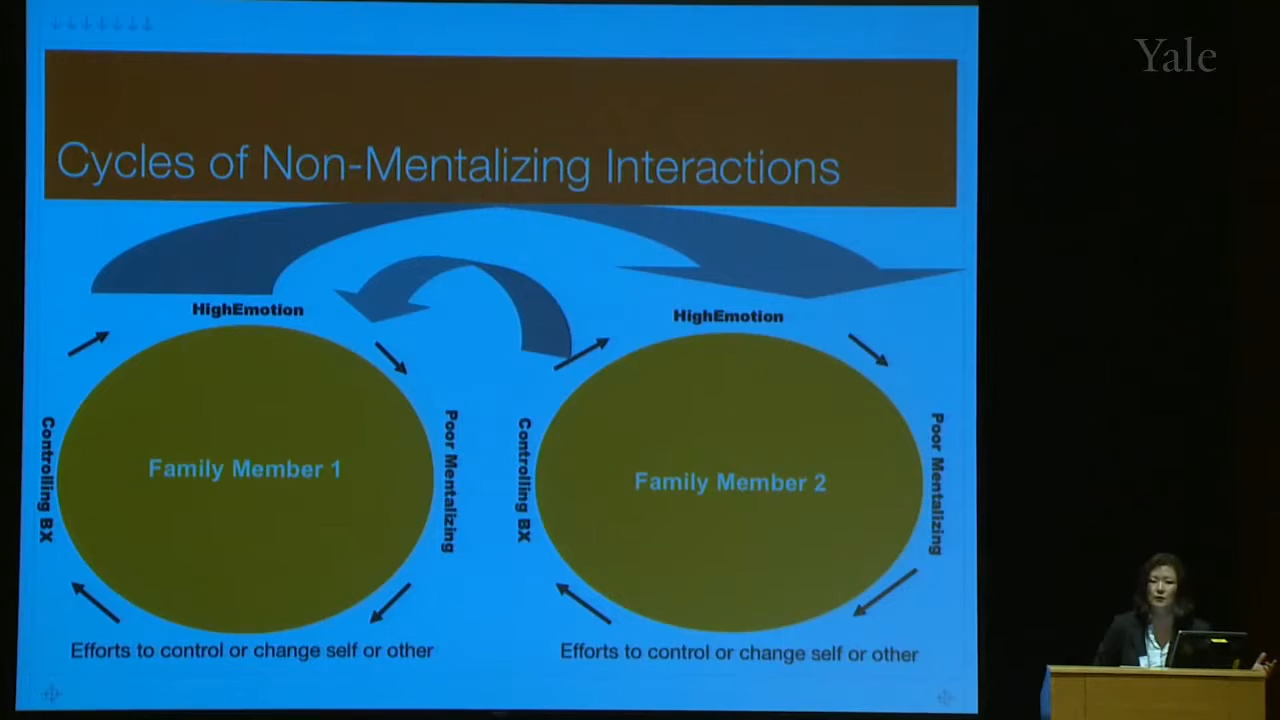 Yale
Cycles of Non-Mentalizing Interactions
HighEmotion
HighEmotion
Controlling BX
Family Member 1
Poor Mentalizing
Controlling BX
Family Member 2
Poor Mentalizing
Efforts to control or change self or other
Efforts to control or change self or other